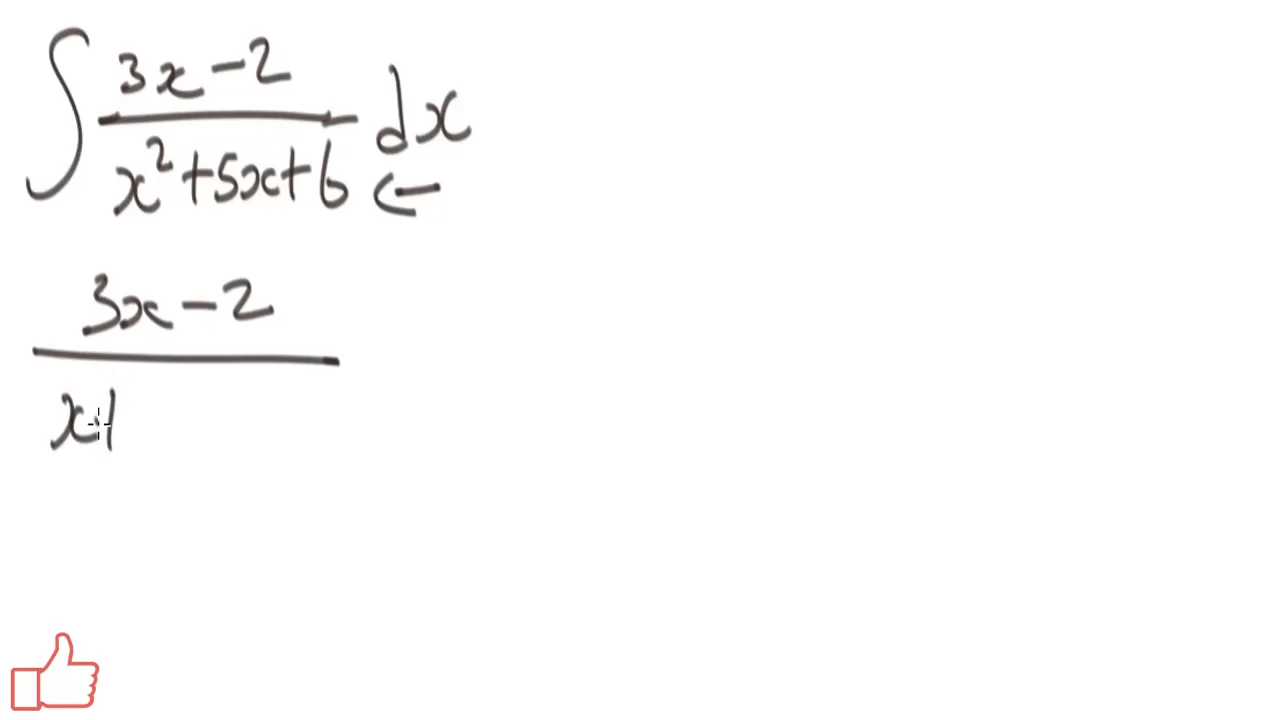 ∫ 3x-2
x²+5x+6 dx ←
3x-2
x+